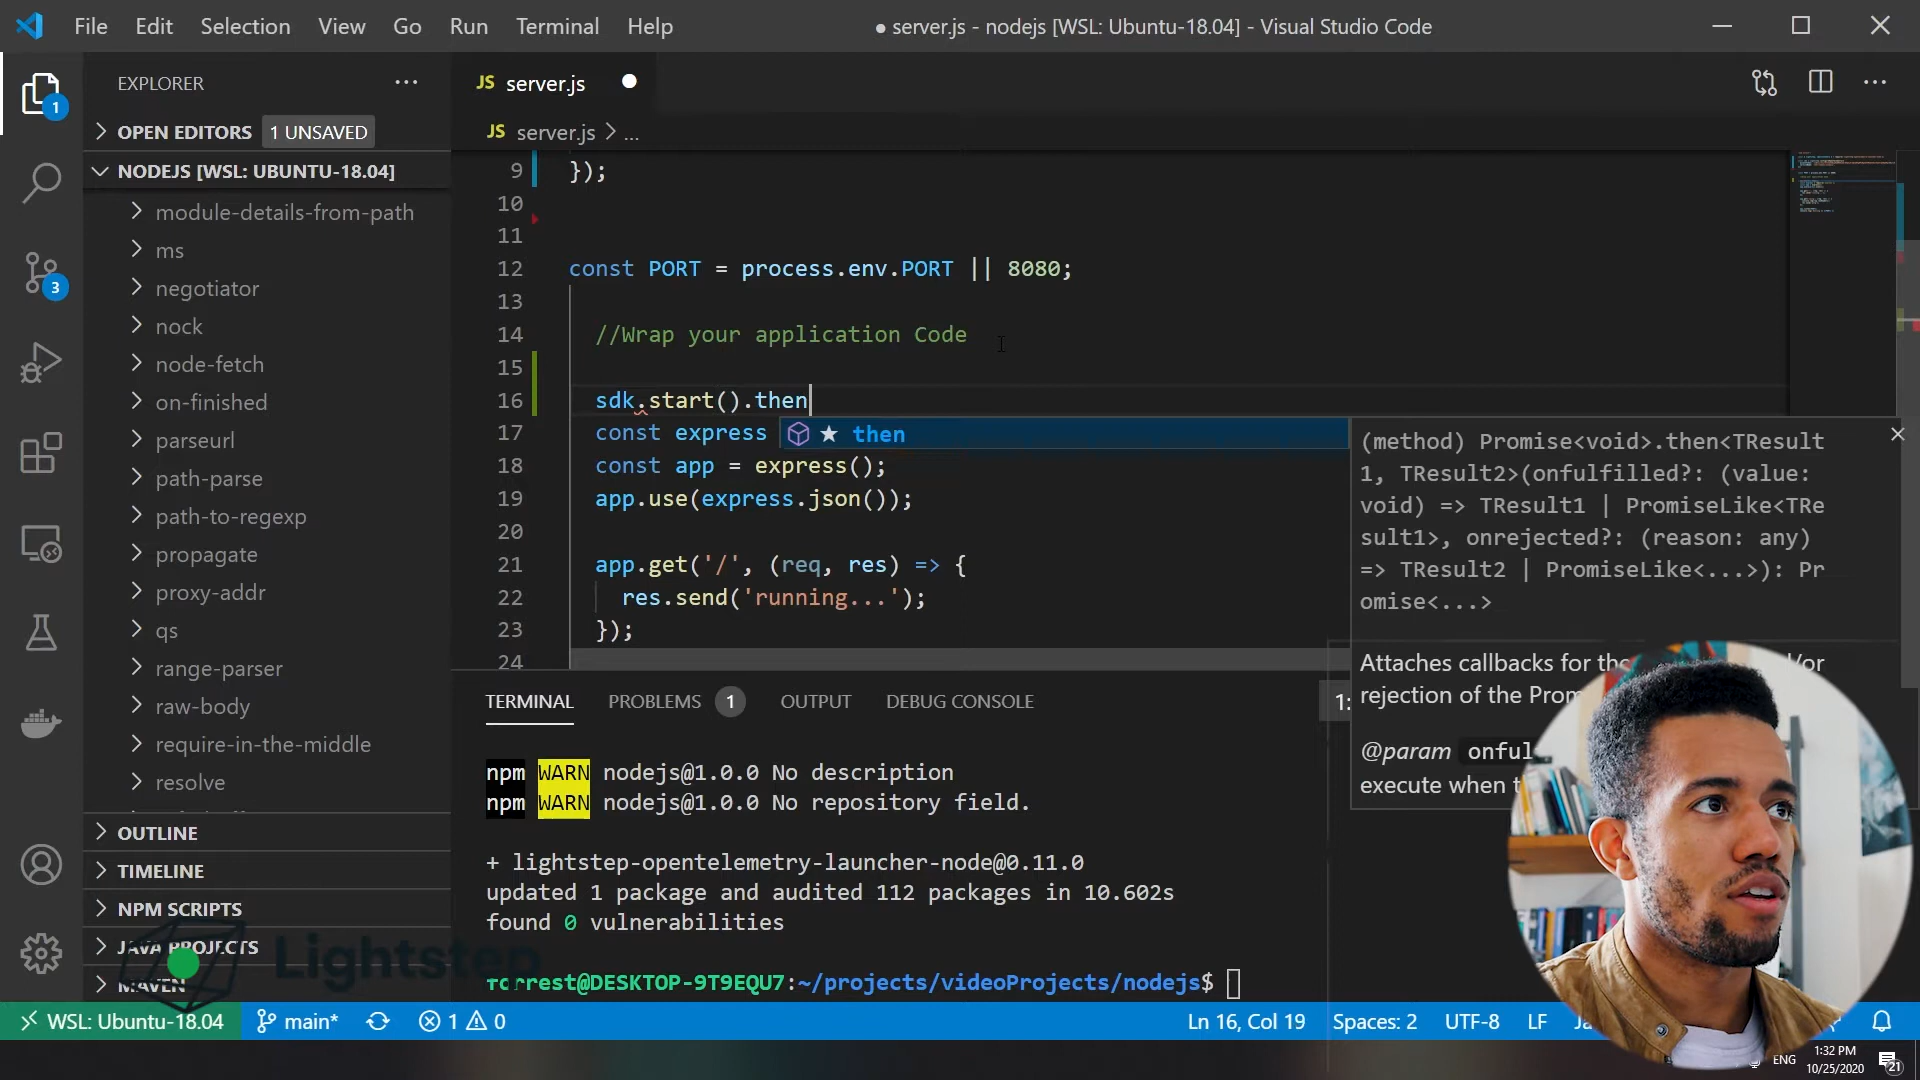 File Edit Selection View Go Run Terminal Help
● server.js - nodejs [WSL: Ubuntu-18.04] - Visual Studio Code
EXPLORER
OPEN EDITORS 1 UNSAVED
NODEJS [WSL: UBUNTU-18.04]
module-details-from-path
ms
negotiator
nock
node-fetch
on-finished
parseurl
path-parse
path-to-regexp
propagate
proxy-addr
qs
range-parser
raw-body
require-in-the-middle
resolve
OUTLINE
TIMELINE
NPM SCRIPTS
JAVA PROJECTS
MAVEN
1
3
JS server.js
JS server.js > ...
9 });
10
11
12 const PORT = process.env.PORT || 8080;
13
14 //Wrap your application Code
15
16 sdk.start().then
17 const express
then
18 const app = express();
19 app.use(express.json());
20
21 app.get('/', (req, res) => {
22 res.send('running...');
23 });
24
(method) Promise<void>.then<TResult
1, TResult2>(onfulfilled?: (value:
void) => TResult1 | PromiseLike<TRe
sult1>, onrejected?: (reason: any)
=> TResult2 | PromiseLike<...>): Pr
omise<...>
Attaches callbacks for the
rejection of the
@param
execute when
TERMINAL PROBLEMS 1 OUTPUT DEBUG CONSOLE 1:
npm WARN nodejs@1.0.0 No description
npm WARN nodejs@1.0.0 No repository field.
+ lightstep-opentelemetry-launcher-node@0.11.0
updated 1 package and audited 112 packages in 10.602s
found 0 vulnerabilities
forrest@DESKTOP-9T9EQU7:~/projects/videoProjects/nodejs$
Lightstep
WSL: Ubuntu-18.04 main* 1 0
Ln 16, Col 19 Spaces: 2 UTF-8 LF
ENG
1:32 PM
10/25/2020
21